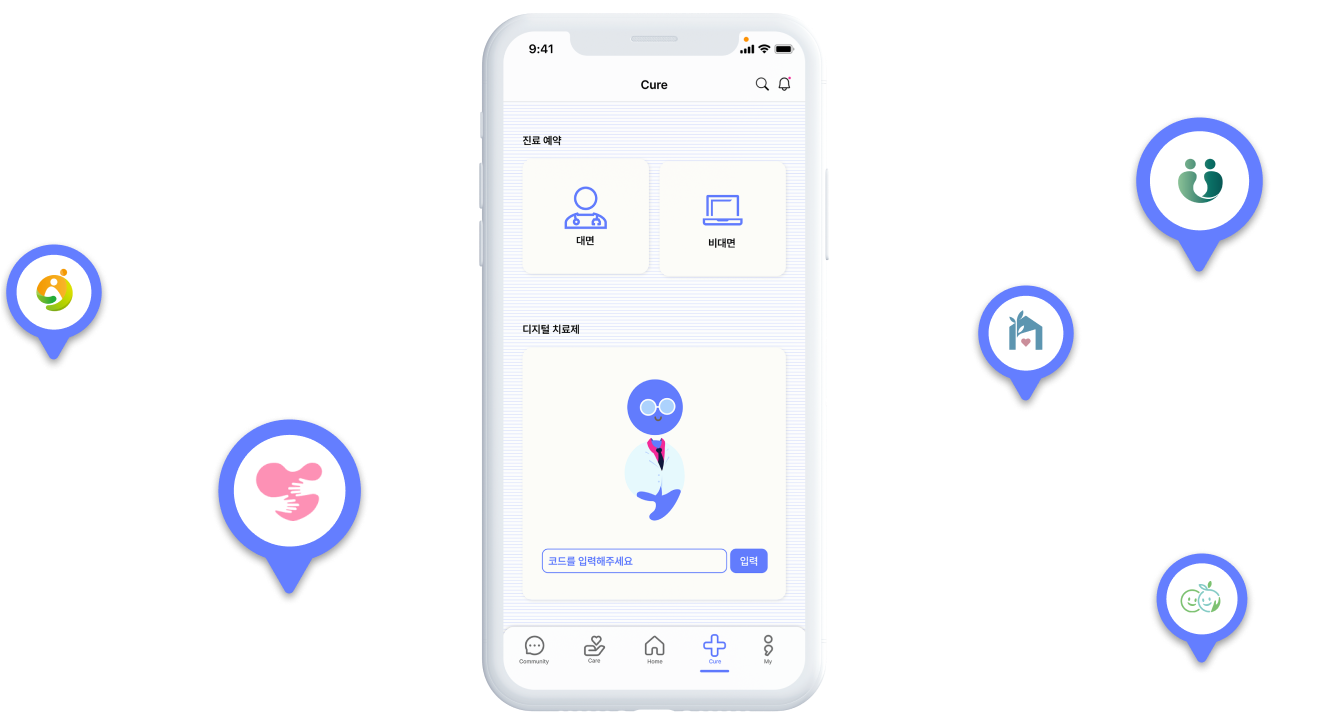 9:41
Cure
진료 예약
대면
비대면
디지털 치료제
코드를 입력해주세요
입력
Community
Care
Home
Cure
My